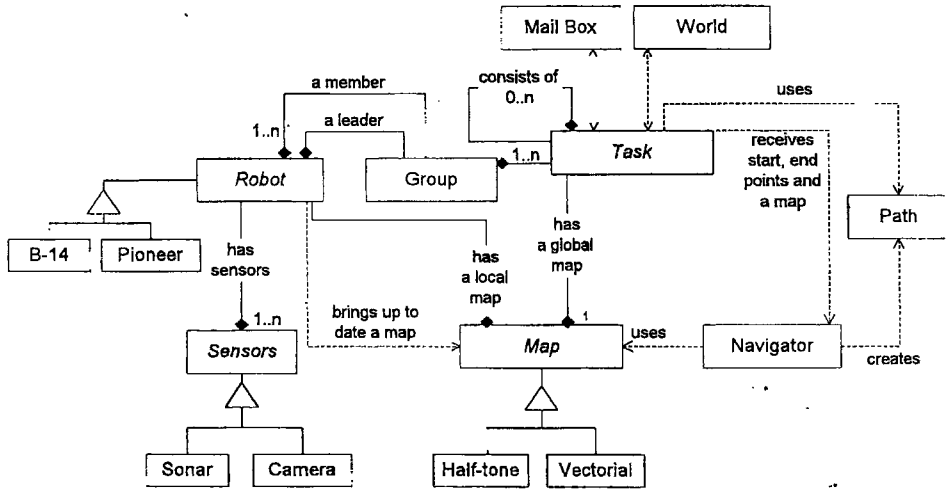 Mail Box
World
consists of
0..n
uses
a member
1..n
a leader
1..n
Task
receives
start, end
points and
a map
Robot
Group
Path
B-14
Pioneer
has
sensors
has
a local
map
has
a global
map
1..n
brings up to
date a map
1
Sensors
Map
uses
Navigator
creates
Sonar
Camera
Half-tone
Vectorial